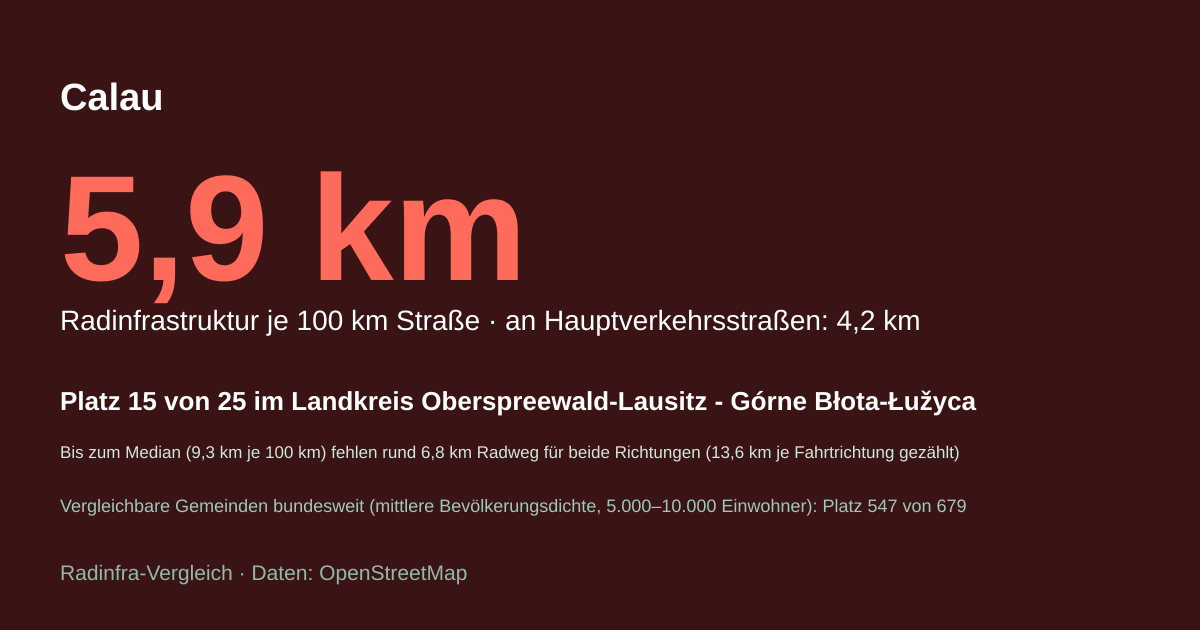 Calau
5,9 km
Radinfrastruktur je 100 km Straße · an Hauptverkehrsstraßen: 4,2 km
Platz 15 von 25 im Landkreis Oberspreewald-Lausitz - Górne Błota-Łužyca
Bis zum Median (9,3 km je 100 km) fehlen rund 6,8 km Radweg für beide Richtungen (13,6 km je Fahrtrichtung gezählt)
Vergleichbare Gemeinden bundesweit (mittlere Bevölkerungsdichte, 5.000–10.000 Einwohner): Platz 547 von 679
Radinfra-Vergleich · Daten: OpenStreetMap